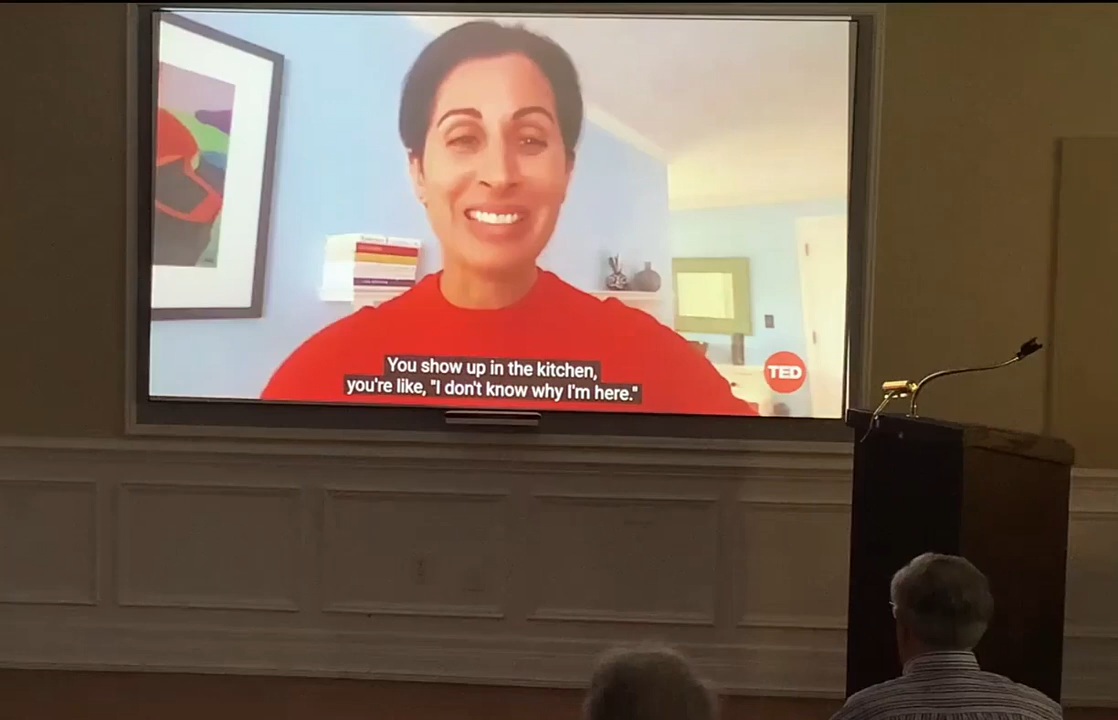 You show up in the kitchen,
you're like, "I don't know why I'm here."
TED